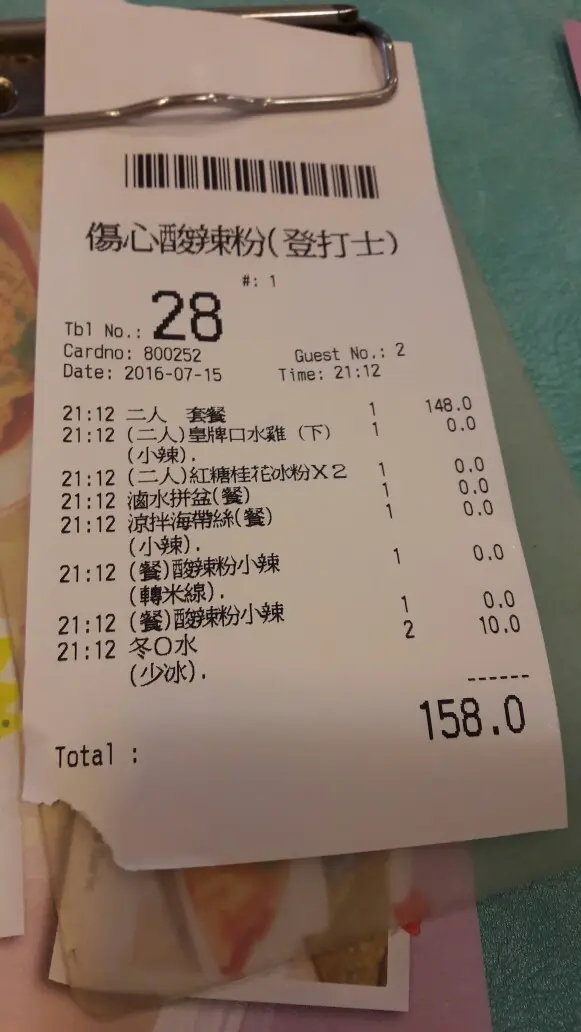 傷心酸辣粉(登打士)
#: 1
Tbl No.: 28
Cardno: 800252 Guest No.: 2
Date: 2016-07-15 Time: 21:12
21:12 二人 套餐 1 148.0
21:12 (二人)皇牌口水雞 (下) 1 0.0
(小辣).
21:12 (二人)紅糖桂花冰粉X2 1 0.0
21:12 滷水拼盆(餐) 1 0.0
21:12 涼拌海帶絲(餐) 1 0.0
(小辣).
21:12 (餐)酸辣粉小辣 1 0.0
(轉米線).
21:12 (餐)酸辣粉小辣 1 0.0
21:12 冬O水 2 10.0
(少冰).
------
158.0
Total :